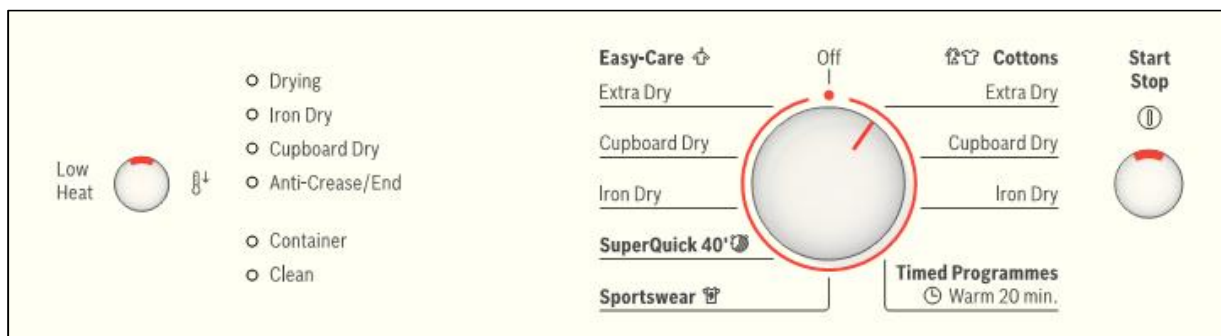 Low
Heat
Drying
Iron Dry
Cupboard Dry
Anti-Crease/End
Container
Clean
Easy-Care
Extra Dry
Cupboard Dry
Iron Dry
SuperQuick 40'
Sportswear
Off
Cottons
Extra Dry
Cupboard Dry
Iron Dry
Timed Programmes
Warm 20 min.
Start
Stop